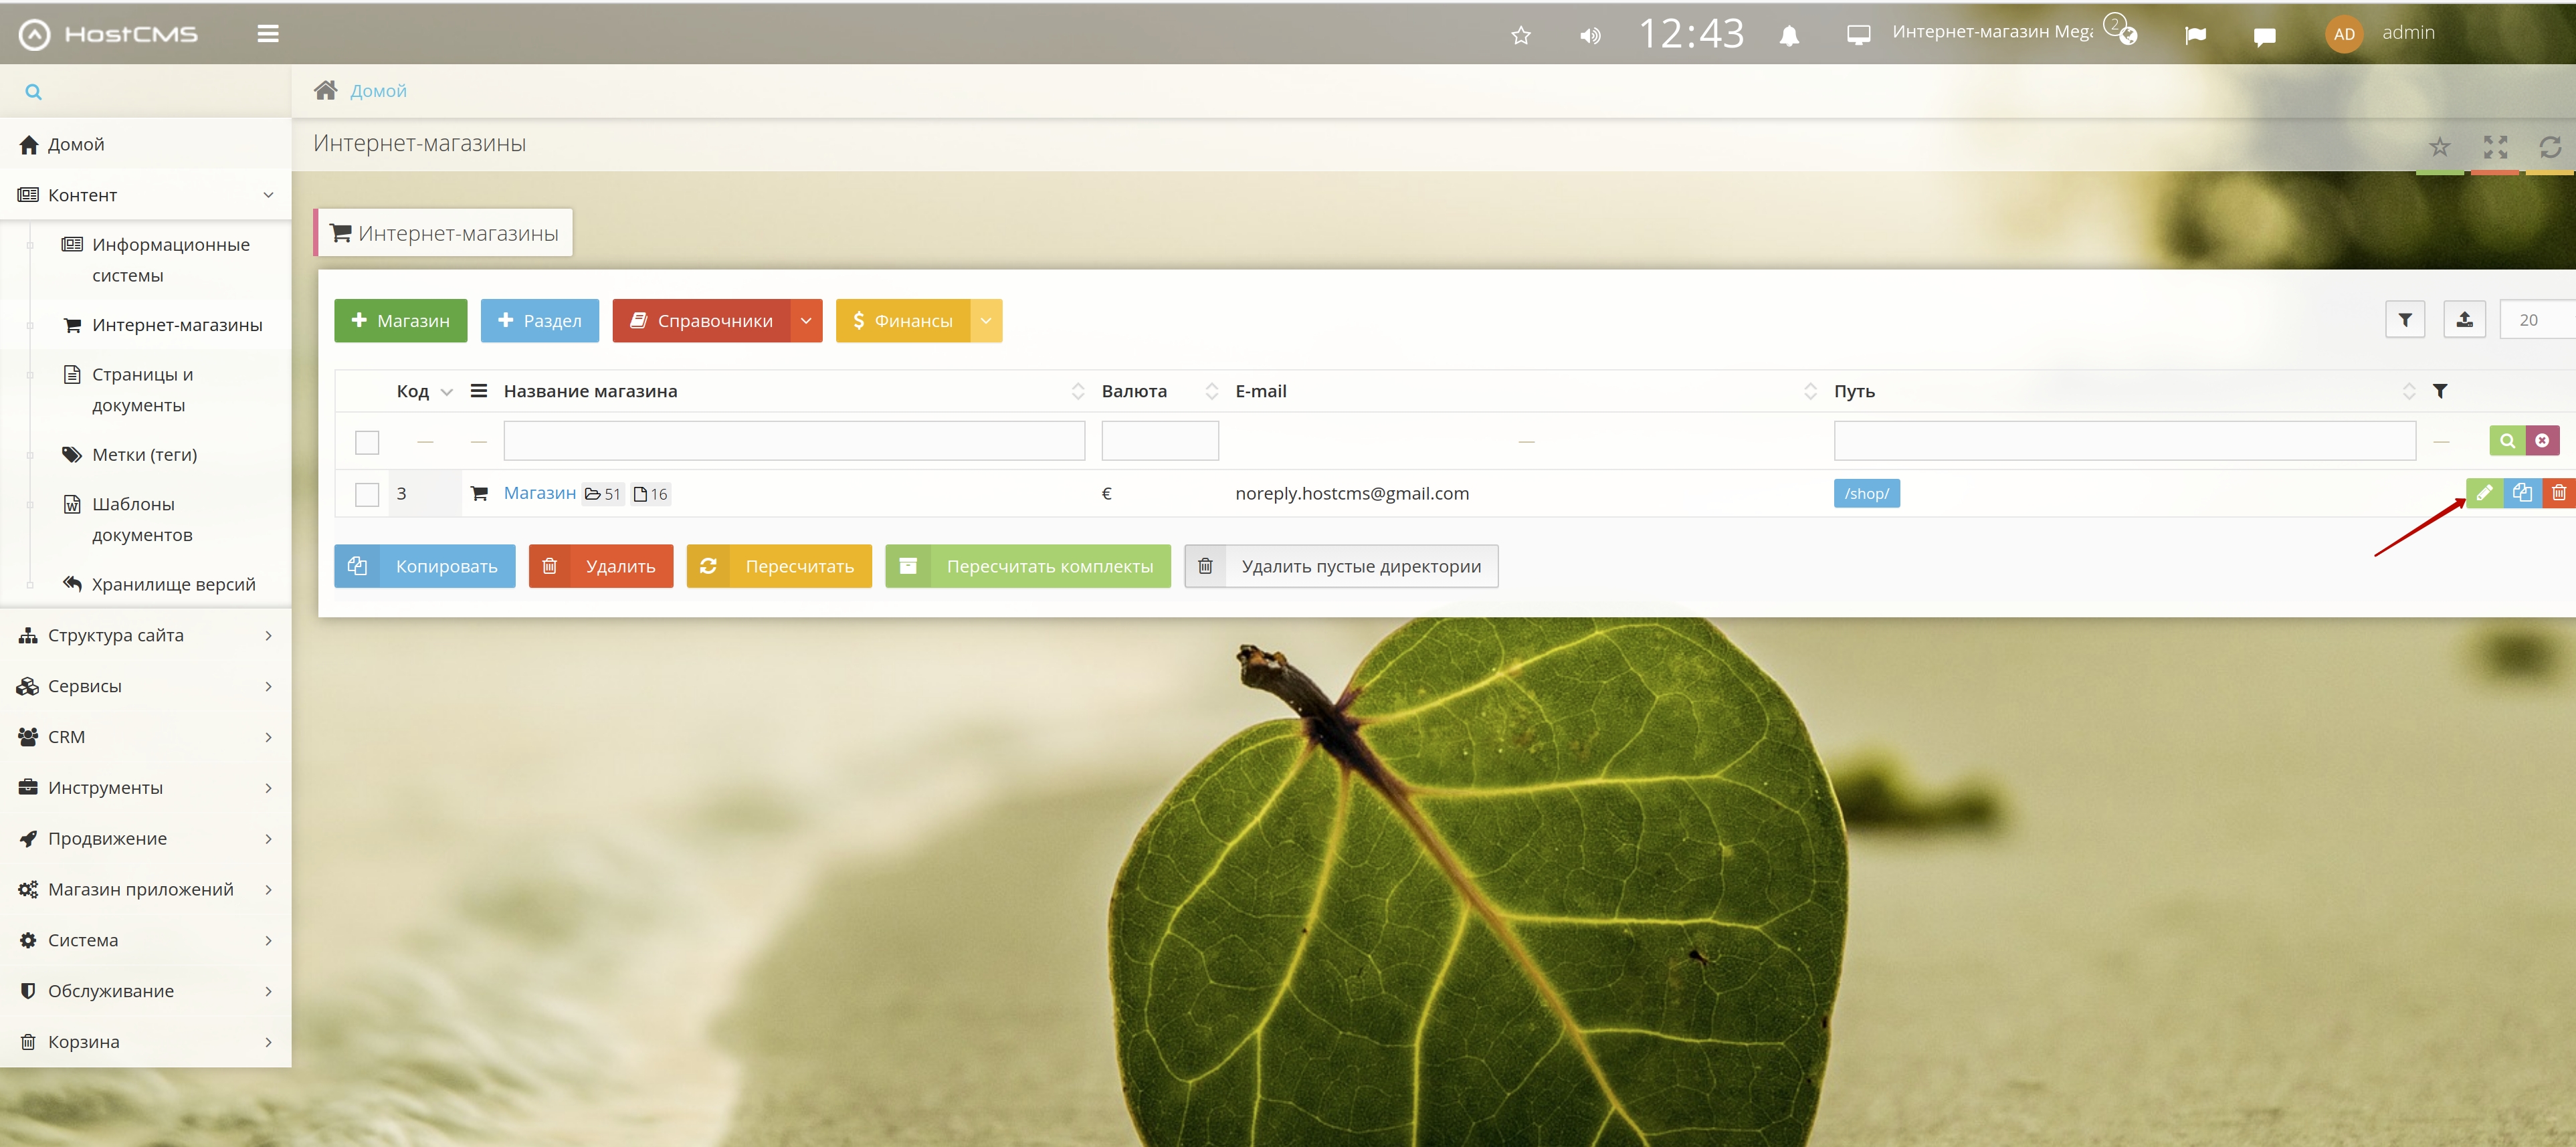 HostCMS
12:43
Интернет-магазин Mega
2
AD
admin
Домой
Интернет-магазины
Домой
Контент
Информационные
системы
Интернет-магазины
Страницы и
документы
Метки (теги)
Шаблоны
документов
Хранилище версий
Структура сайта
Сервисы
CRM
Инструменты
Продвижение
Магазин приложений
Система
Обслуживание
Корзина
Интернет-магазины
Магазин Раздел Справочники Финансы 20
Код Название магазина Валюта E-mail Путь
3 Магазин 51 16 € noreply.hostcms@gmail.com /shop/
Копировать Удалить Пересчитать Пересчитать комплекты Удалить пустые директории